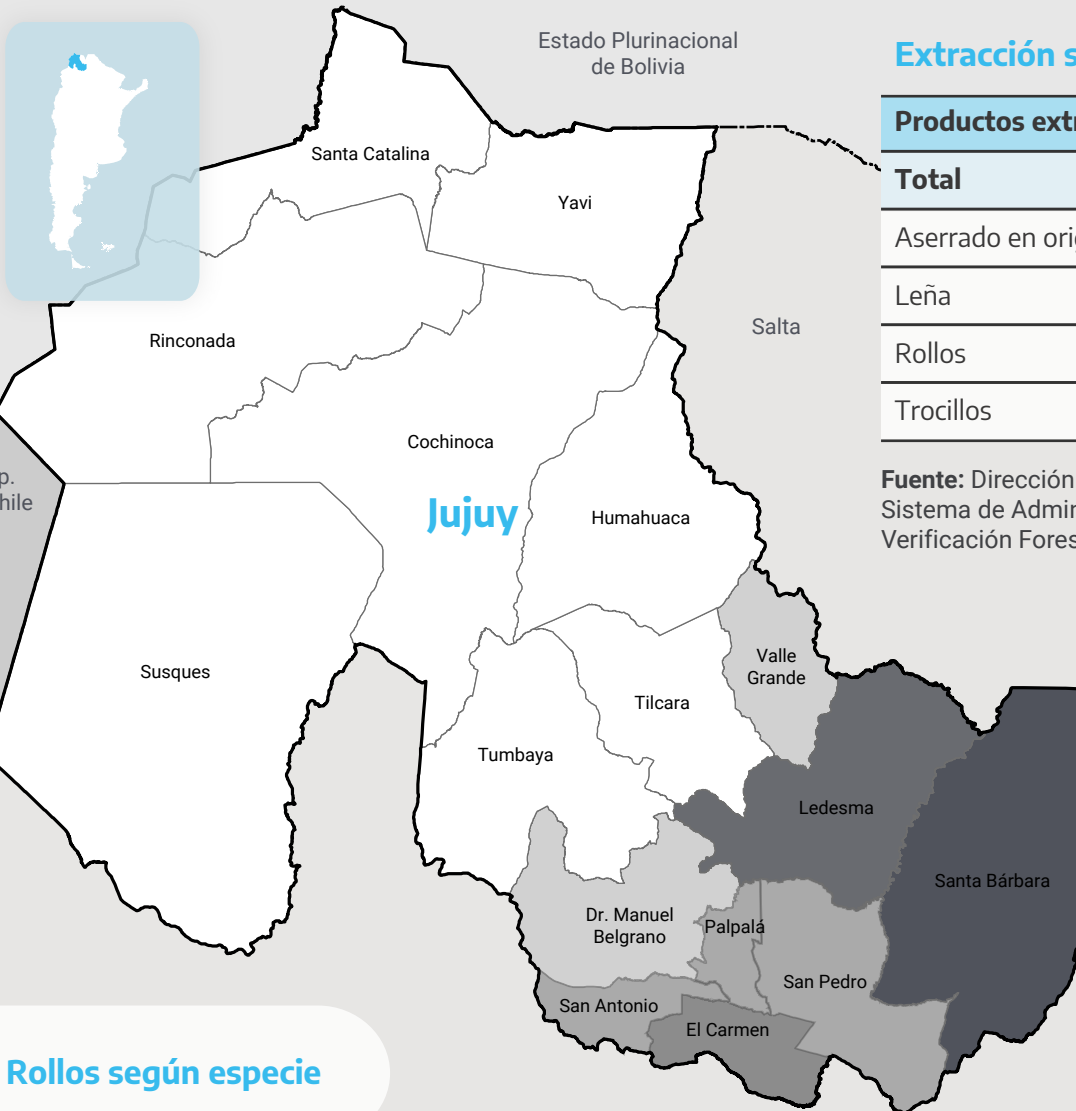 Estado Plurinacional
de Bolivia
Extracción s
Productos extr
Total
Aserrado en orig
Leña
Rollos
Trocillos
Fuente: Dirección
Sistema de Admin
Verificación Fores
Santa Catalina
Yavi
Rinconada
Salta
Cochinoca
Jujuy
Humahuaca
p.
hile
Susques
Valle
Grande
Tilcara
Tumbaya
Ledesma
Santa Bárbara
Dr. Manuel
Belgrano
Palpalá
San Pedro
San Antonio
El Carmen
Rollos según especie